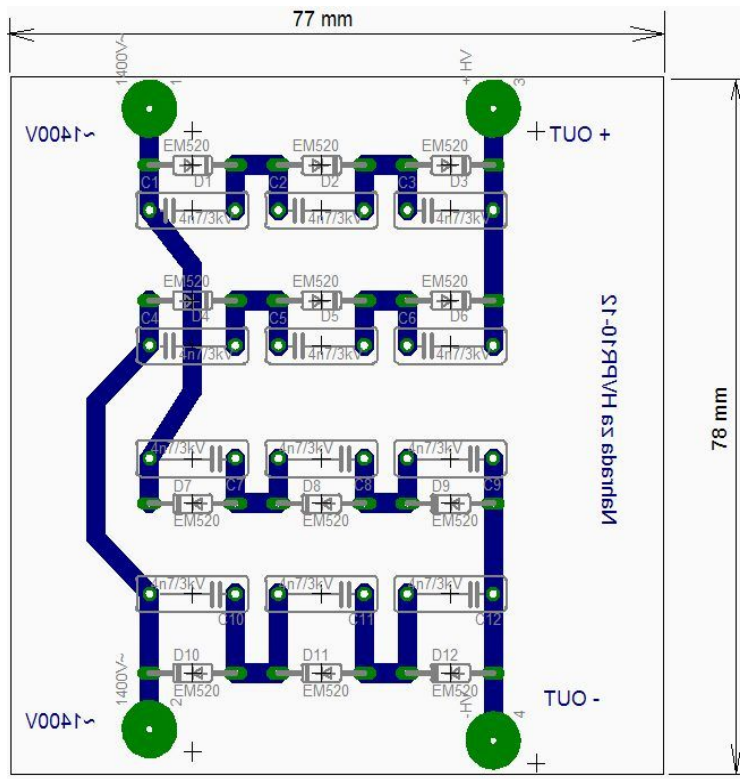 77 mm
1400V~
1
+HV
3
~1400V
+ OUT
EM520
EM520
EM520
C1
D1
C2
D2
C3
D3
4n7/3kV
4n7/3kV
4n7/3kV
EM520
EM520
EM520
C4
D4
C5
D5
C6
D6
4n7/3kV
4n7/3kV
4n7/3kV
Nahrada za HVPR10-12
78 mm
4n7/3kV
4n7/3kV
4n7/3kV
D7
C7
D8
C8
D9
C9
EM520
EM520
EM520
4n7/3kV
4n7/3kV
4n7/3kV
C10
C11
C12
D10
D11
D12
EM520
EM520
EM520
1400V~
2
-HV
4
~1400V
- OUT